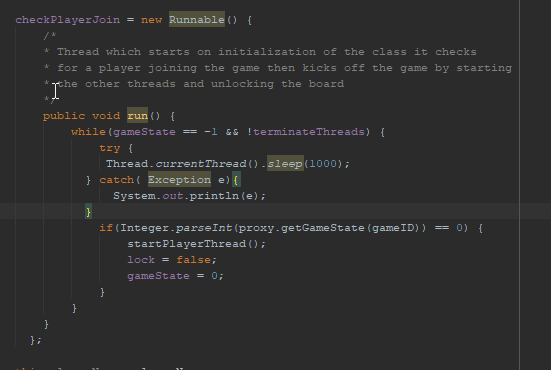 checkPlayerJoin = new Runnable() {
/*
* Thread which starts on initialization of the class it checks
* for a player joining the game then kicks off the game by starting
* the other threads and unlocking the board
*/
public void run() {
while(gameState == -1 && !terminateThreads) {
try {
Thread.currentThread().sleep(1000);
} catch( Exception e){
System.out.println(e);
}
if(Integer.parseInt(proxy.getGameState(gameID)) == 0) {
startPlayerThread();
lock = false;
gameState = 0;
}
}
}
};